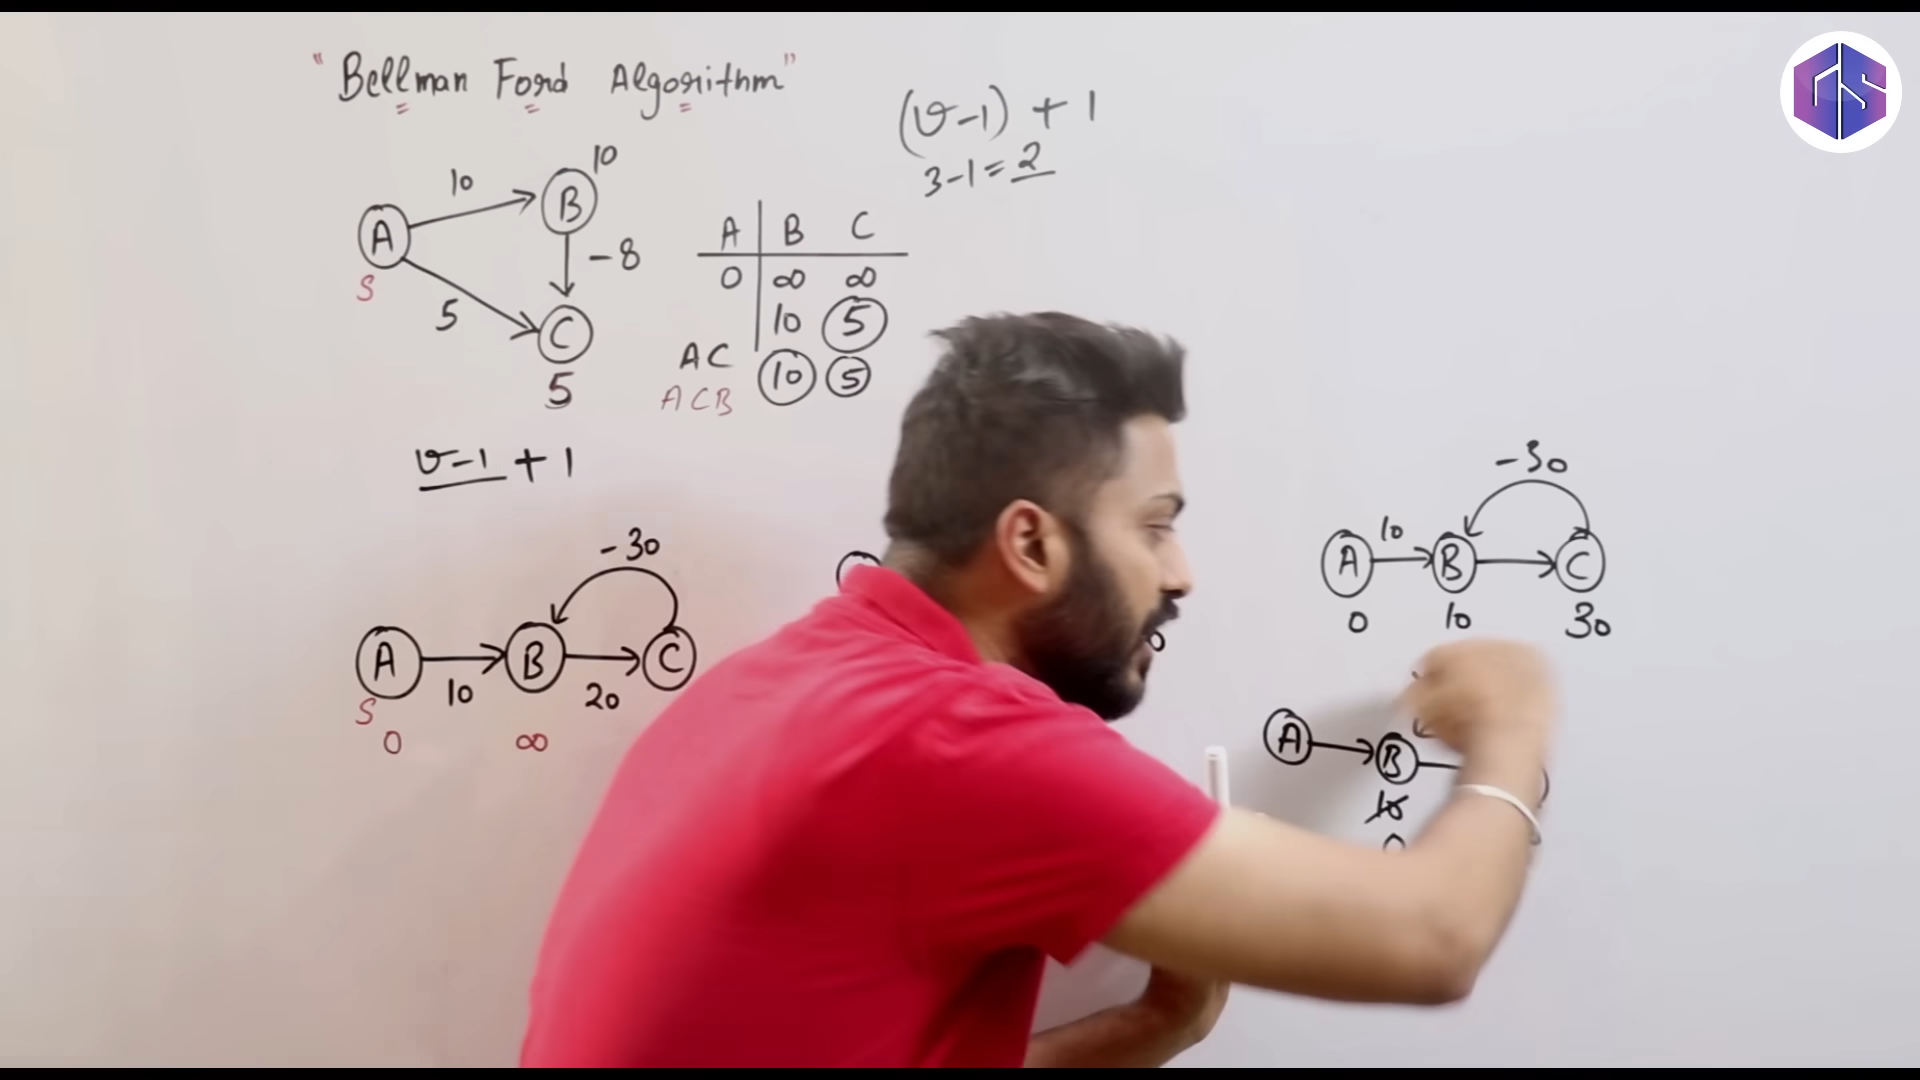 "Bellman Ford Algorithm"
(v-1) + 1
3-1=2
10
B
10
A
S
-8
5
C
5
A B C
0 ∞ ∞
10 5
AC 10 5
ACB
v-1 + 1
-30
A
B
C
10
20
S
0
∞
-30
10
A
B
C
0
10
30
A
B
10
0